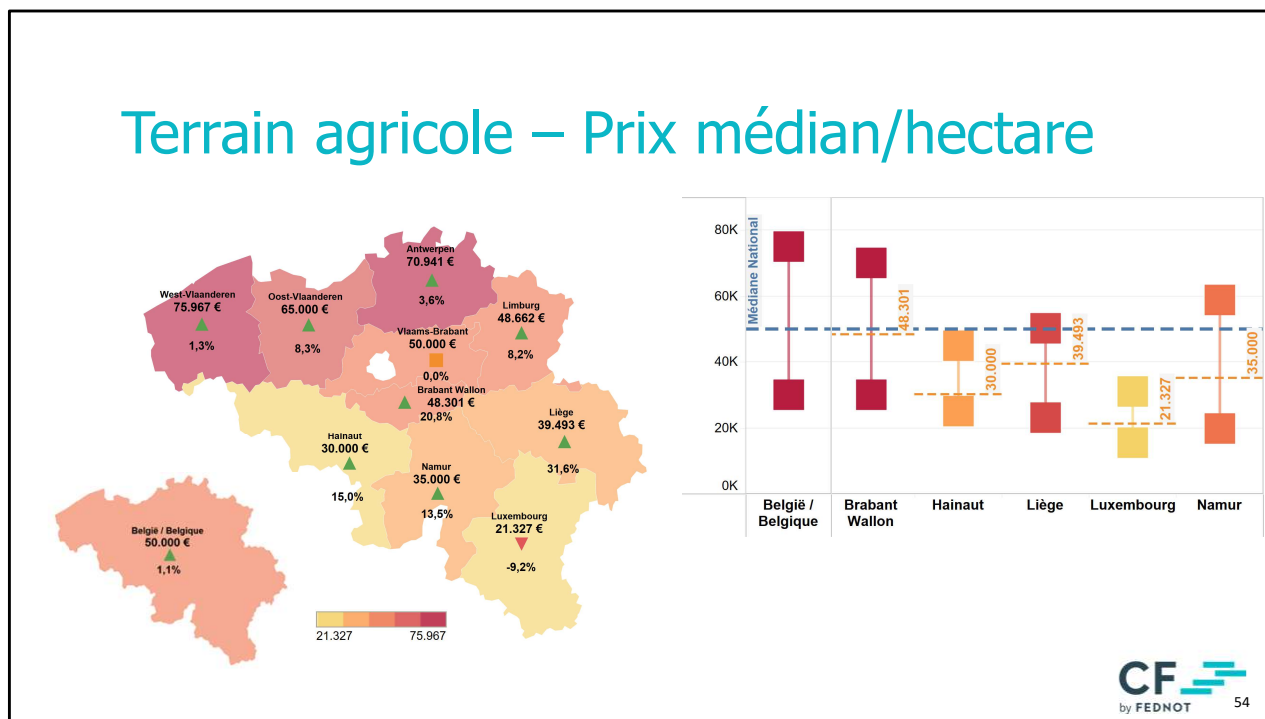 Terrain agricole – Prix médian/hectare
Antwerpen
70.941 €
3,6%
West-Vlaanderen
75.967 €
1,3%
Oost-Vlaanderen
65.000 €
8,3%
Limburg
48.662 €
8,2%
Vlaams-Brabant
50.000 €
0,0%
Brabant Wallon
48.301 €
20,8%
Liège
39.493 €
31,6%
Hainaut
30.000 €
15,0%
Namur
35.000 €
13,5%
Luxembourg
21.327 €
-9,2%
België / Belgique
50.000 €
1,1%
21.327
75.967
80K
60K
40K
20K
0K
Médiane National
48.301
30.000
39.493
21.327
35.000
België /
Belgique
Brabant
Wallon
Hainaut
Liège
Luxembourg
Namur
CF
by FEDNOT
54